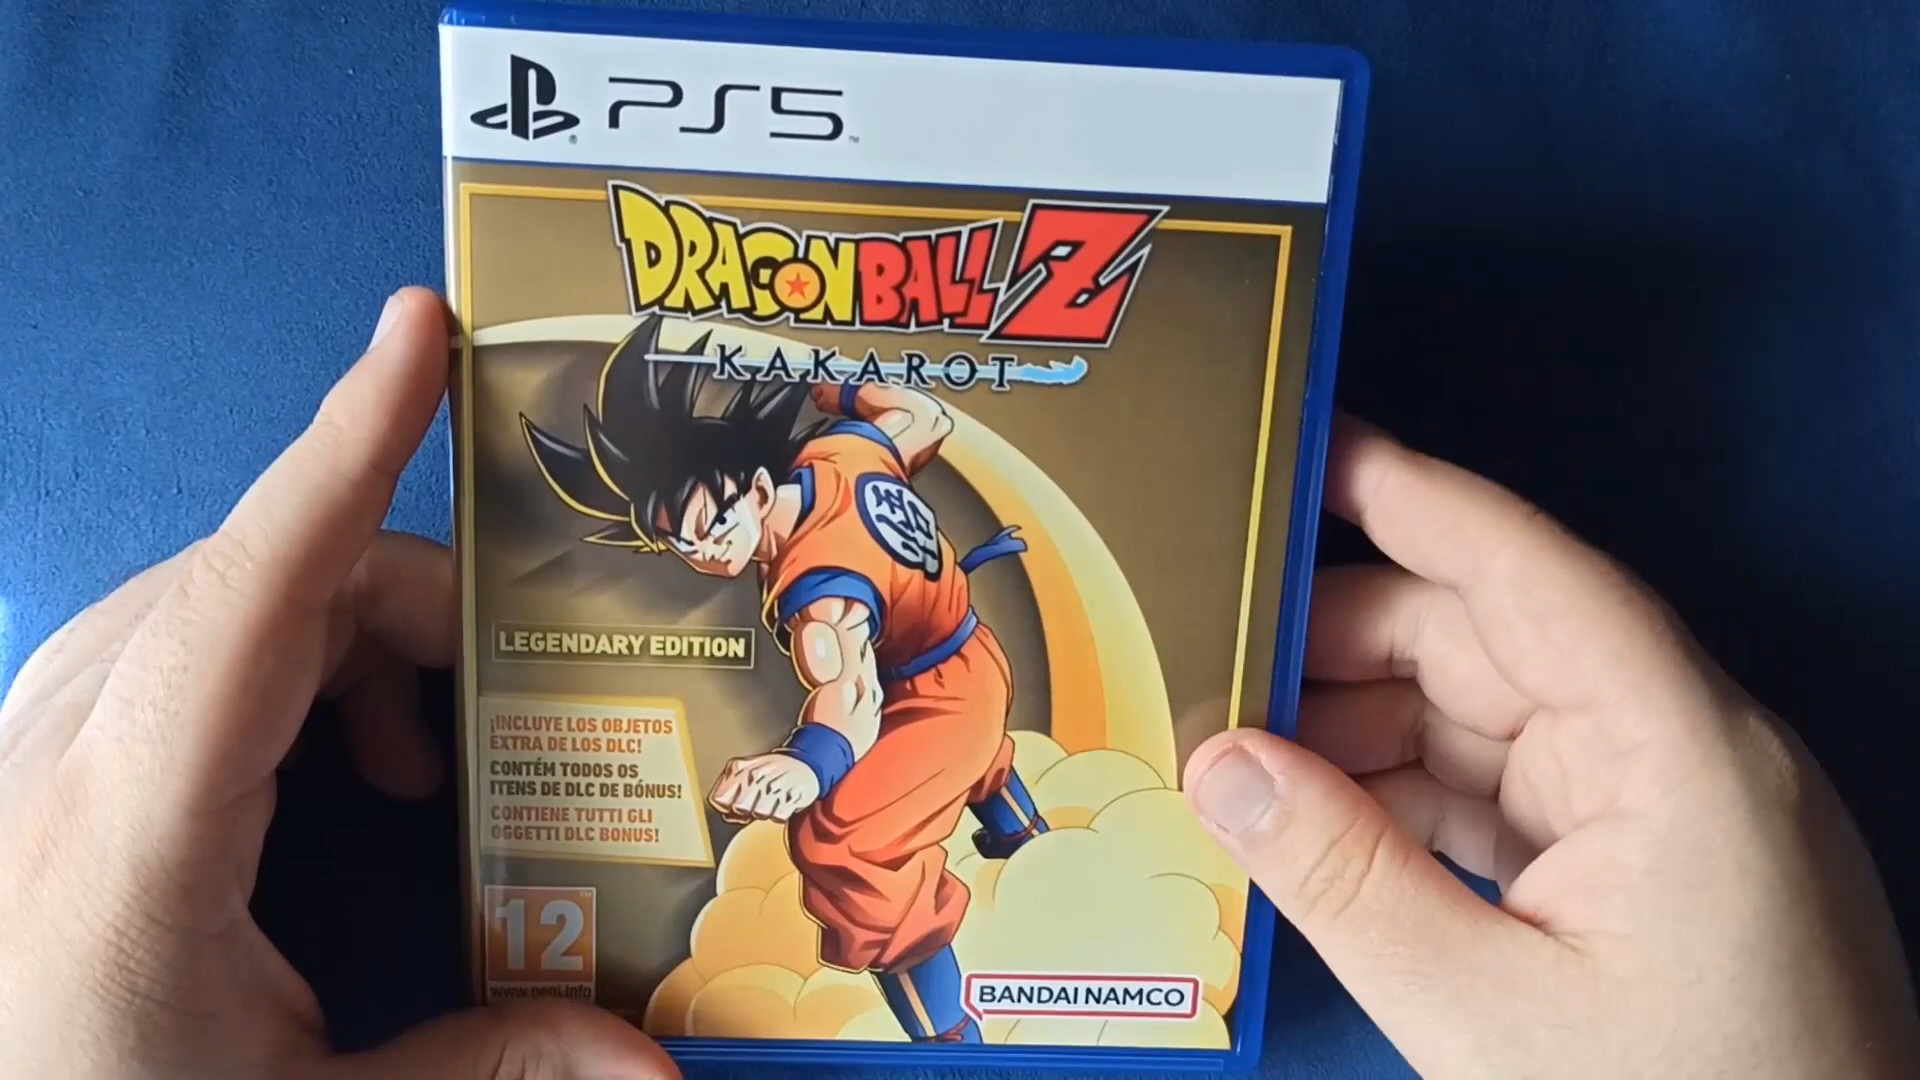 PS5
DRAGON BALL Z
KAKAROT
悟
LEGENDARY EDITION
¡INCLUYE LOS OBJETOS
EXTRA DE LOS DLC!
CONTÉM TODOS OS
ITENS DE DLC DE BÓNUS!
CONTIENE TUTTI GLI
OGGETTI DLC BONUS!
12
www.pegi.info
BANDAI NAMCO